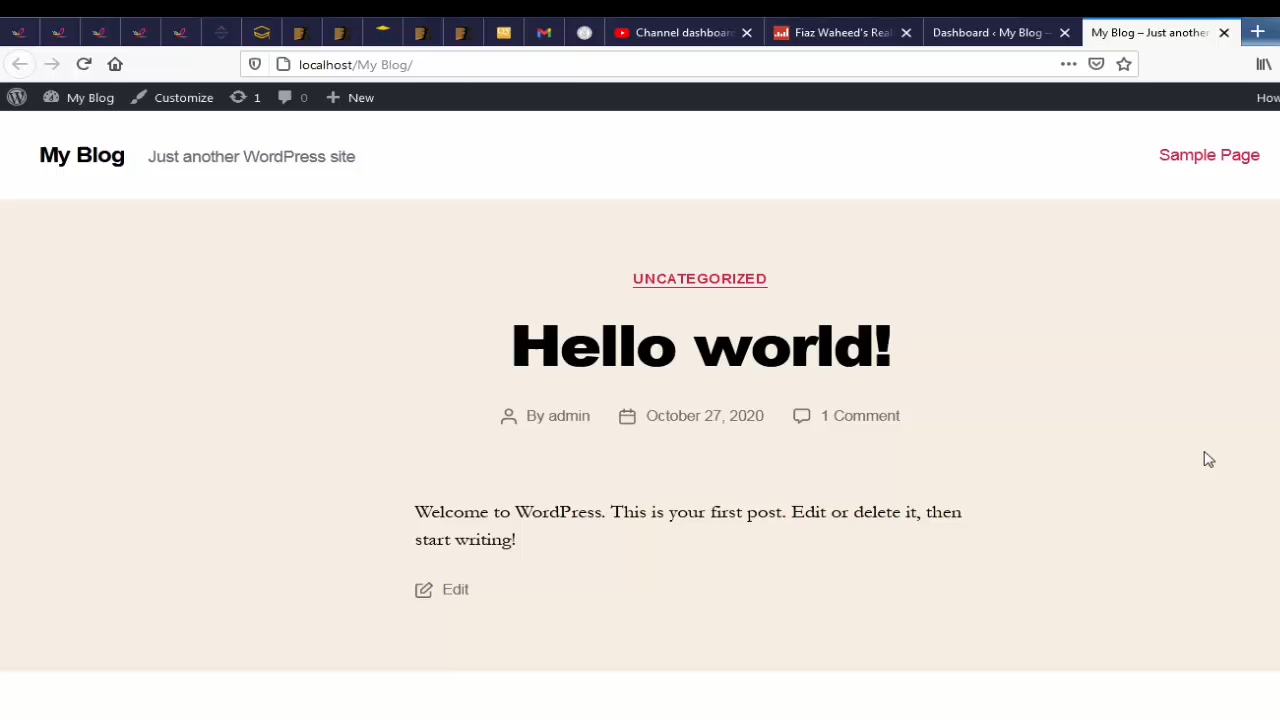 Channel dashboar
Fiaz Waheed's Real
Dashboard ‹ My Blog —
My Blog – Just another
localhost/My Blog/
My Blog
Customize
1
0
New
How
My Blog
Just another WordPress site
Sample Page
UNCATEGORIZED
Hello world!
By admin
October 27, 2020
1 Comment
Welcome to WordPress. This is your first post. Edit or delete it, then
start writing!
Edit